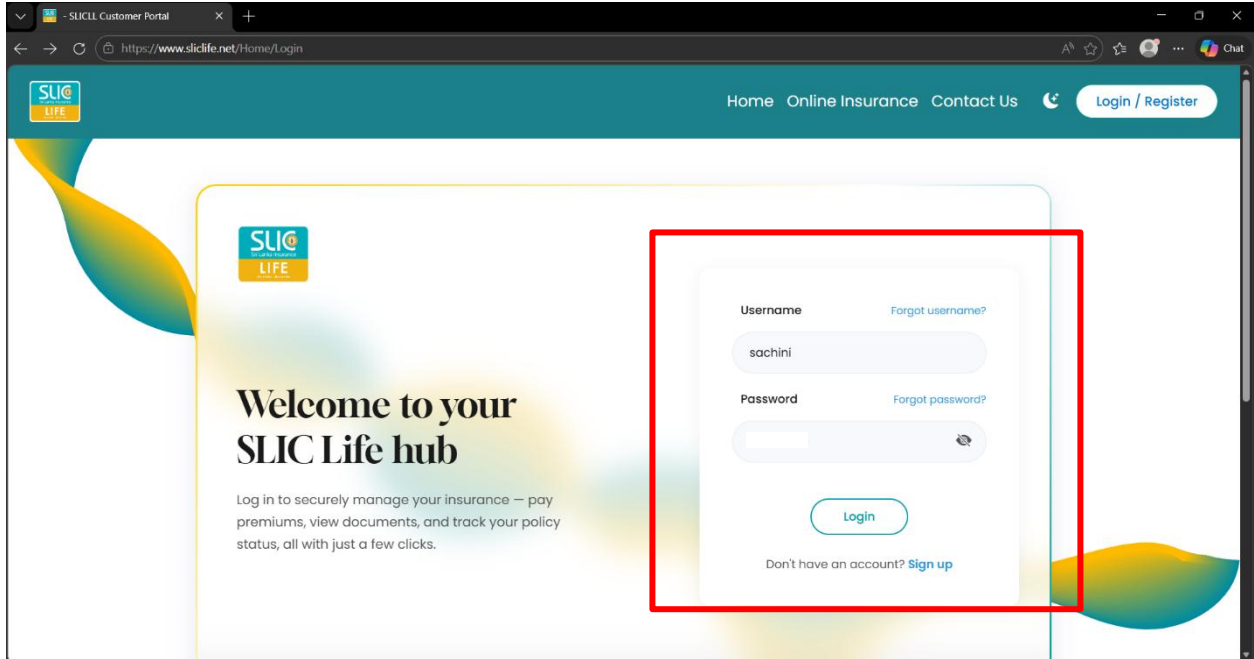 - SLICLL Customer Portal
https://www.sliclife.net/Home/Login
Chat
SLIC
LIFE
Home Online Insurance Contact Us Login / Register
SLIC
Sri Lanka Insurance
LIFE
Username Forgot username?
sachini
Password Forgot password?
Welcome to your
SLIC Life hub
Log in to securely manage your insurance — pay
premiums, view documents, and track your policy
status, all with just a few clicks.
Login
Don't have an account? Sign up